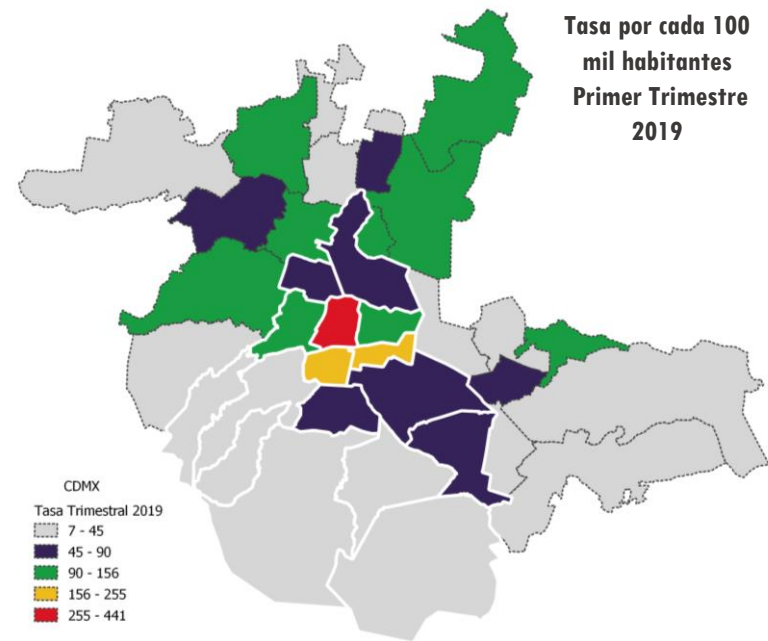 Tasa por cada 100
mil habitantes
Primer Trimestre
2019
CDMX
Tasa Trimestral 2019
7 - 45
45 - 90
90 - 156
156 - 255
255 - 441